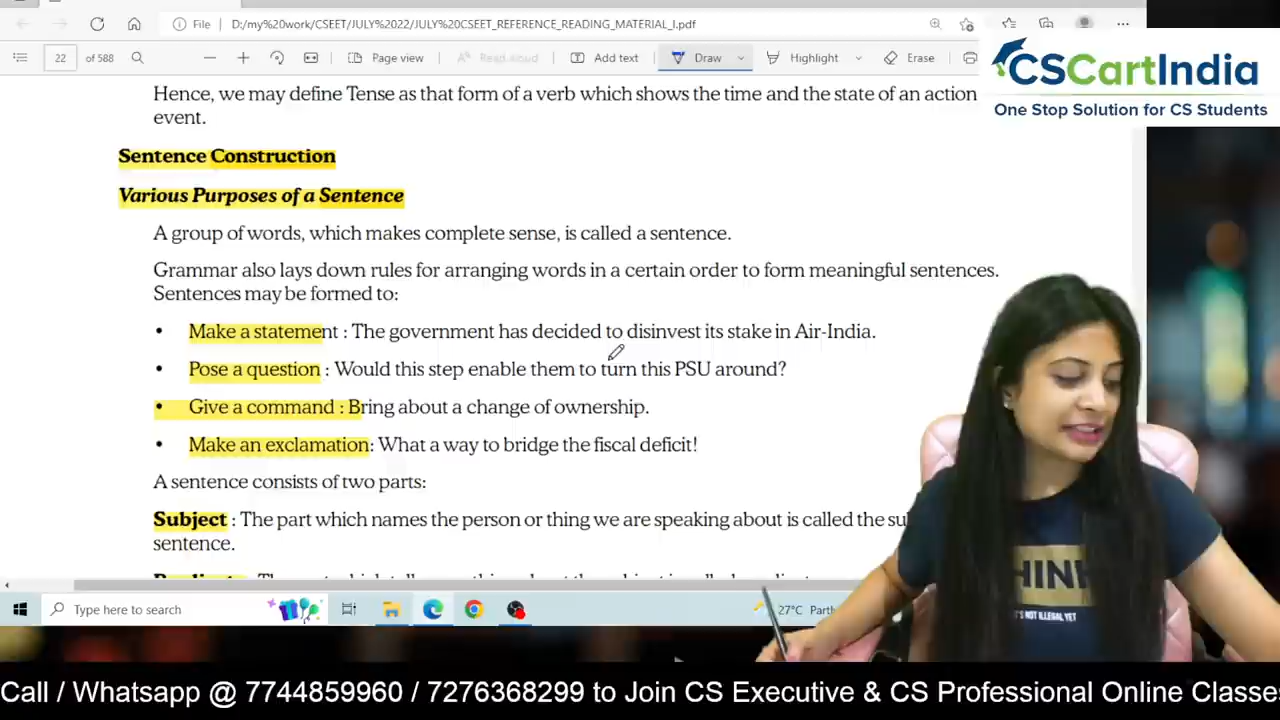 File
D:/my%20work/CSEET/JULY%2022/JULY%20CSEET_REFERENCE_READING_MATERIAL_I.pdf
22 of 588
Page view
Read aloud
Add text
Draw
Highlight
Erase
CSCartIndia
One Stop Solution for CS Students
Hence, we may define Tense as that form of a verb which shows the time and the state of an action
event.
Sentence Construction
Various Purposes of a Sentence
A group of words, which makes complete sense, is called a sentence.
Grammar also lays down rules for arranging words in a certain order to form meaningful sentences.
Sentences may be formed to:
• Make a statement : The government has decided to disinvest its stake in Air-India.
• Pose a question : Would this step enable them to turn this PSU around?
• Give a command : Bring about a change of ownership.
• Make an exclamation: What a way to bridge the fiscal deficit!
A sentence consists of two parts:
Subject : The part which names the person or thing we are speaking about is called the su
sentence.
HIN
IT'S NOT ILLEGAL YET
Type here to search
27°C Parth
Call / Whatsapp @ 7744859960 / 7276368299 to Join CS Executive & CS Professional Online Classes